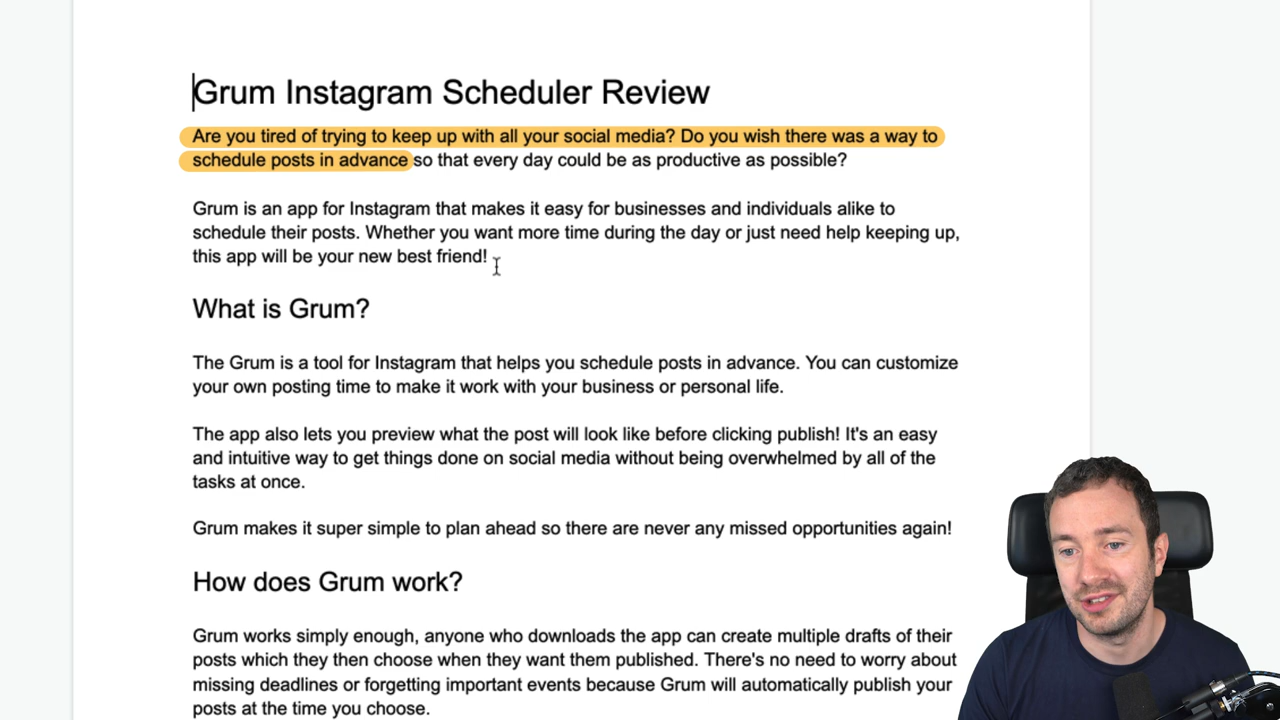 Grum Instagram Scheduler Review
Are you tired of trying to keep up with all your social media? Do you wish there was a way to
schedule posts in advance so that every day could be as productive as possible?
Grum is an app for Instagram that makes it easy for businesses and individuals alike to
schedule their posts. Whether you want more time during the day or just need help keeping up,
this app will be your new best friend!
What is Grum?
The Grum is a tool for Instagram that helps you schedule posts in advance. You can customize
your own posting time to make it work with your business or personal life.
The app also lets you preview what the post will look like before clicking publish! It's an easy
and intuitive way to get things done on social media without being overwhelmed by all of the
tasks at once.
Grum makes it super simple to plan ahead so there are never any missed opportunities again!
How does Grum work?
Grum works simply enough, anyone who downloads the app can create multiple drafts of their
posts which they then choose when they want them published. There's no need to worry about
missing deadlines or forgetting important events because Grum will automatically publish your
posts at the time you choose.